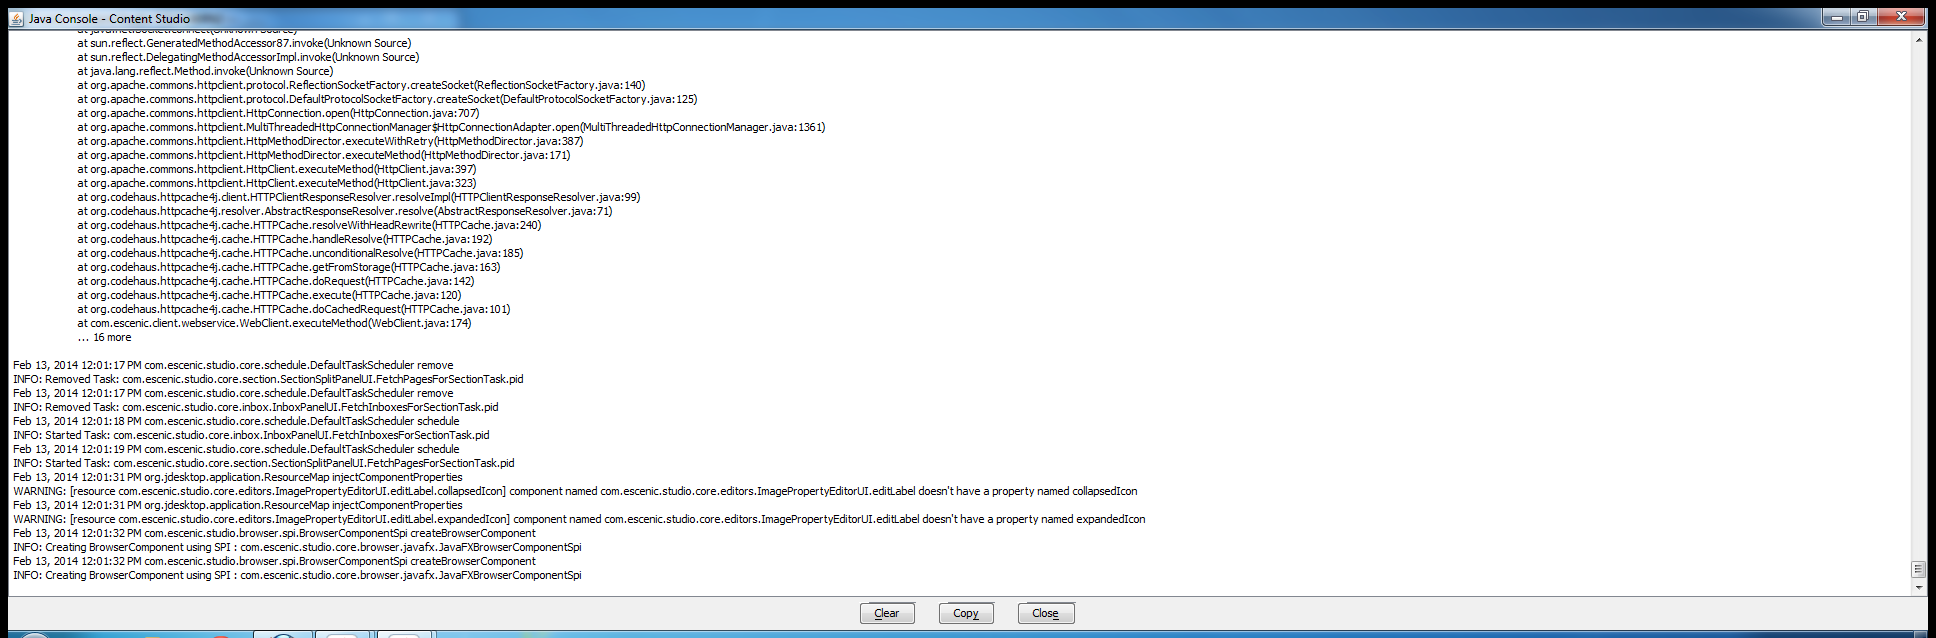 Java Console - Content Studio
at java.net.Socket.connect(Unknown Source)
at sun.reflect.GeneratedMethodAccessor87.invoke(Unknown Source)
at sun.reflect.DelegatingMethodAccessorImpl.invoke(Unknown Source)
at java.lang.reflect.Method.invoke(Unknown Source)
at org.apache.commons.httpclient.protocol.ReflectionSocketFactory.createSocket(ReflectionSocketFactory.java:140)
at org.apache.commons.httpclient.protocol.DefaultProtocolSocketFactory.createSocket(DefaultProtocolSocketFactory.java:125)
at org.apache.commons.httpclient.HttpConnection.open(HttpConnection.java:707)
at org.apache.commons.httpclient.MultiThreadedHttpConnectionManager$HttpConnectionAdapter.open(MultiThreadedHttpConnectionManager.java:1361)
at org.apache.commons.httpclient.HttpMethodDirector.executeWithRetry(HttpMethodDirector.java:387)
at org.apache.commons.httpclient.HttpMethodDirector.executeMethod(HttpMethodDirector.java:171)
at org.apache.commons.httpclient.HttpClient.executeMethod(HttpClient.java:397)
at org.apache.commons.httpclient.HttpClient.executeMethod(HttpClient.java:323)
at org.codehaus.httpcache4j.client.HTTPClientResponseResolver.resolveImpl(HTTPClientResponseResolver.java:99)
at org.codehaus.httpcache4j.resolver.AbstractResponseResolver.resolve(AbstractResponseResolver.java:71)
at org.codehaus.httpcache4j.cache.HTTPCache.resolveWithHeadRewrite(HTTPCache.java:240)
at org.codehaus.httpcache4j.cache.HTTPCache.handleResolve(HTTPCache.java:192)
at org.codehaus.httpcache4j.cache.HTTPCache.unconditionalResolve(HTTPCache.java:185)
at org.codehaus.httpcache4j.cache.HTTPCache.getFromStorage(HTTPCache.java:163)
at org.codehaus.httpcache4j.cache.HTTPCache.doRequest(HTTPCache.java:142)
at org.codehaus.httpcache4j.cache.HTTPCache.execute(HTTPCache.java:120)
at org.codehaus.httpcache4j.cache.HTTPCache.doCachedRequest(HTTPCache.java:101)
at com.escenic.client.webservice.WebClient.executeMethod(WebClient.java:174)
... 16 more
Feb 13, 2014 12:01:17 PM com.escenic.studio.core.schedule.DefaultTaskScheduler remove
INFO: Removed Task: com.escenic.studio.core.section.SectionSplitPanelUI.FetchPagesForSectionTask.pid
Feb 13, 2014 12:01:17 PM com.escenic.studio.core.schedule.DefaultTaskScheduler remove
INFO: Removed Task: com.escenic.studio.core.inbox.InboxPanelUI.FetchInboxesForSectionTask.pid
Feb 13, 2014 12:01:18 PM com.escenic.studio.core.schedule.DefaultTaskScheduler schedule
INFO: Started Task: com.escenic.studio.core.inbox.InboxPanelUI.FetchInboxesForSectionTask.pid
Feb 13, 2014 12:01:19 PM com.escenic.studio.core.schedule.DefaultTaskScheduler schedule
INFO: Started Task: com.escenic.studio.core.section.SectionSplitPanelUI.FetchPagesForSectionTask.pid
Feb 13, 2014 12:01:31 PM org.jdesktop.application.ResourceMap injectComponentProperties
WARNING: [resource com.escenic.studio.core.editors.ImagePropertyEditorUI.editLabel.collapsedIcon] component named com.escenic.studio.core.editors.ImagePropertyEditorUI.editLabel doesn't have a property named collapsedIcon
Feb 13, 2014 12:01:31 PM org.jdesktop.application.ResourceMap injectComponentProperties
WARNING: [resource com.escenic.studio.core.editors.ImagePropertyEditorUI.editLabel.expandedIcon] component named com.escenic.studio.core.editors.ImagePropertyEditorUI.editLabel doesn't have a property named expandedIcon
Feb 13, 2014 12:01:32 PM com.escenic.studio.browser.spi.BrowserComponentSpi createBrowserComponent
INFO: Creating BrowserComponent using SPI : com.escenic.studio.core.browser.javafx.JavaFXBrowserComponentSpi
Feb 13, 2014 12:01:32 PM com.escenic.studio.browser.spi.BrowserComponentSpi createBrowserComponent
INFO: Creating BrowserComponent using SPI : com.escenic.studio.core.browser.javafx.JavaFXBrowserComponentSpi
Clear Copy Close